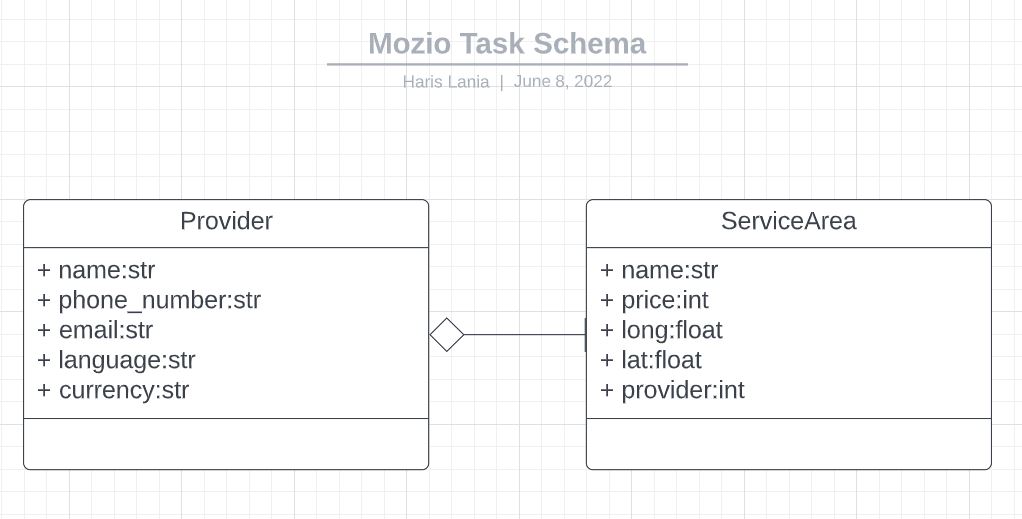 Mozio Task Schema
Haris Lania | June 8, 2022
Provider
+ name:str
+ phone_number:str
+ email:str
+ language:str
+ currency:str
ServiceArea
+ name:str
+ price:int
+ long:float
+ lat:float
+ provider:int